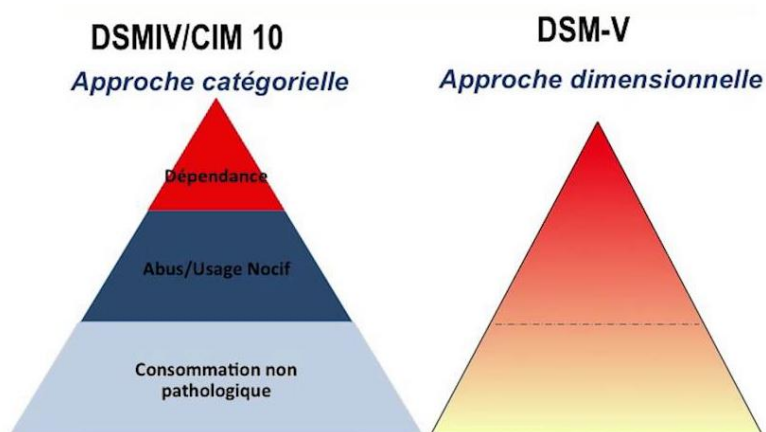 DSMIV/CIM 10
Approche catégorielle
Dépendance
Abus/Usage Nocif
Consommation non
pathologique
DSM-V
Approche dimensionnelle